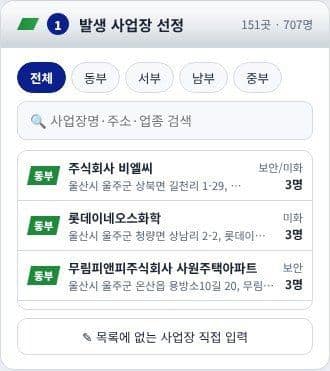 1 발생 사업장 선정 151곳 · 707명
전체 동부 서부 남부 중부
🔍 사업장명·주소·업종 검색
동부 주식회사 비엘씨 보안/미화
울산시 울주군 상북면 길천리 1-29, … 3명
동부 롯데이네오스화학 미화
울산시 울주군 청량면 상남리 2-2, 롯데이… 3명
동부 무림피앤피주식회사 사원주택아파트 보안
울산시 울주군 온산읍 용방소10길 20, 무림… 3명
✎ 목록에 없는 사업장 직접 입력